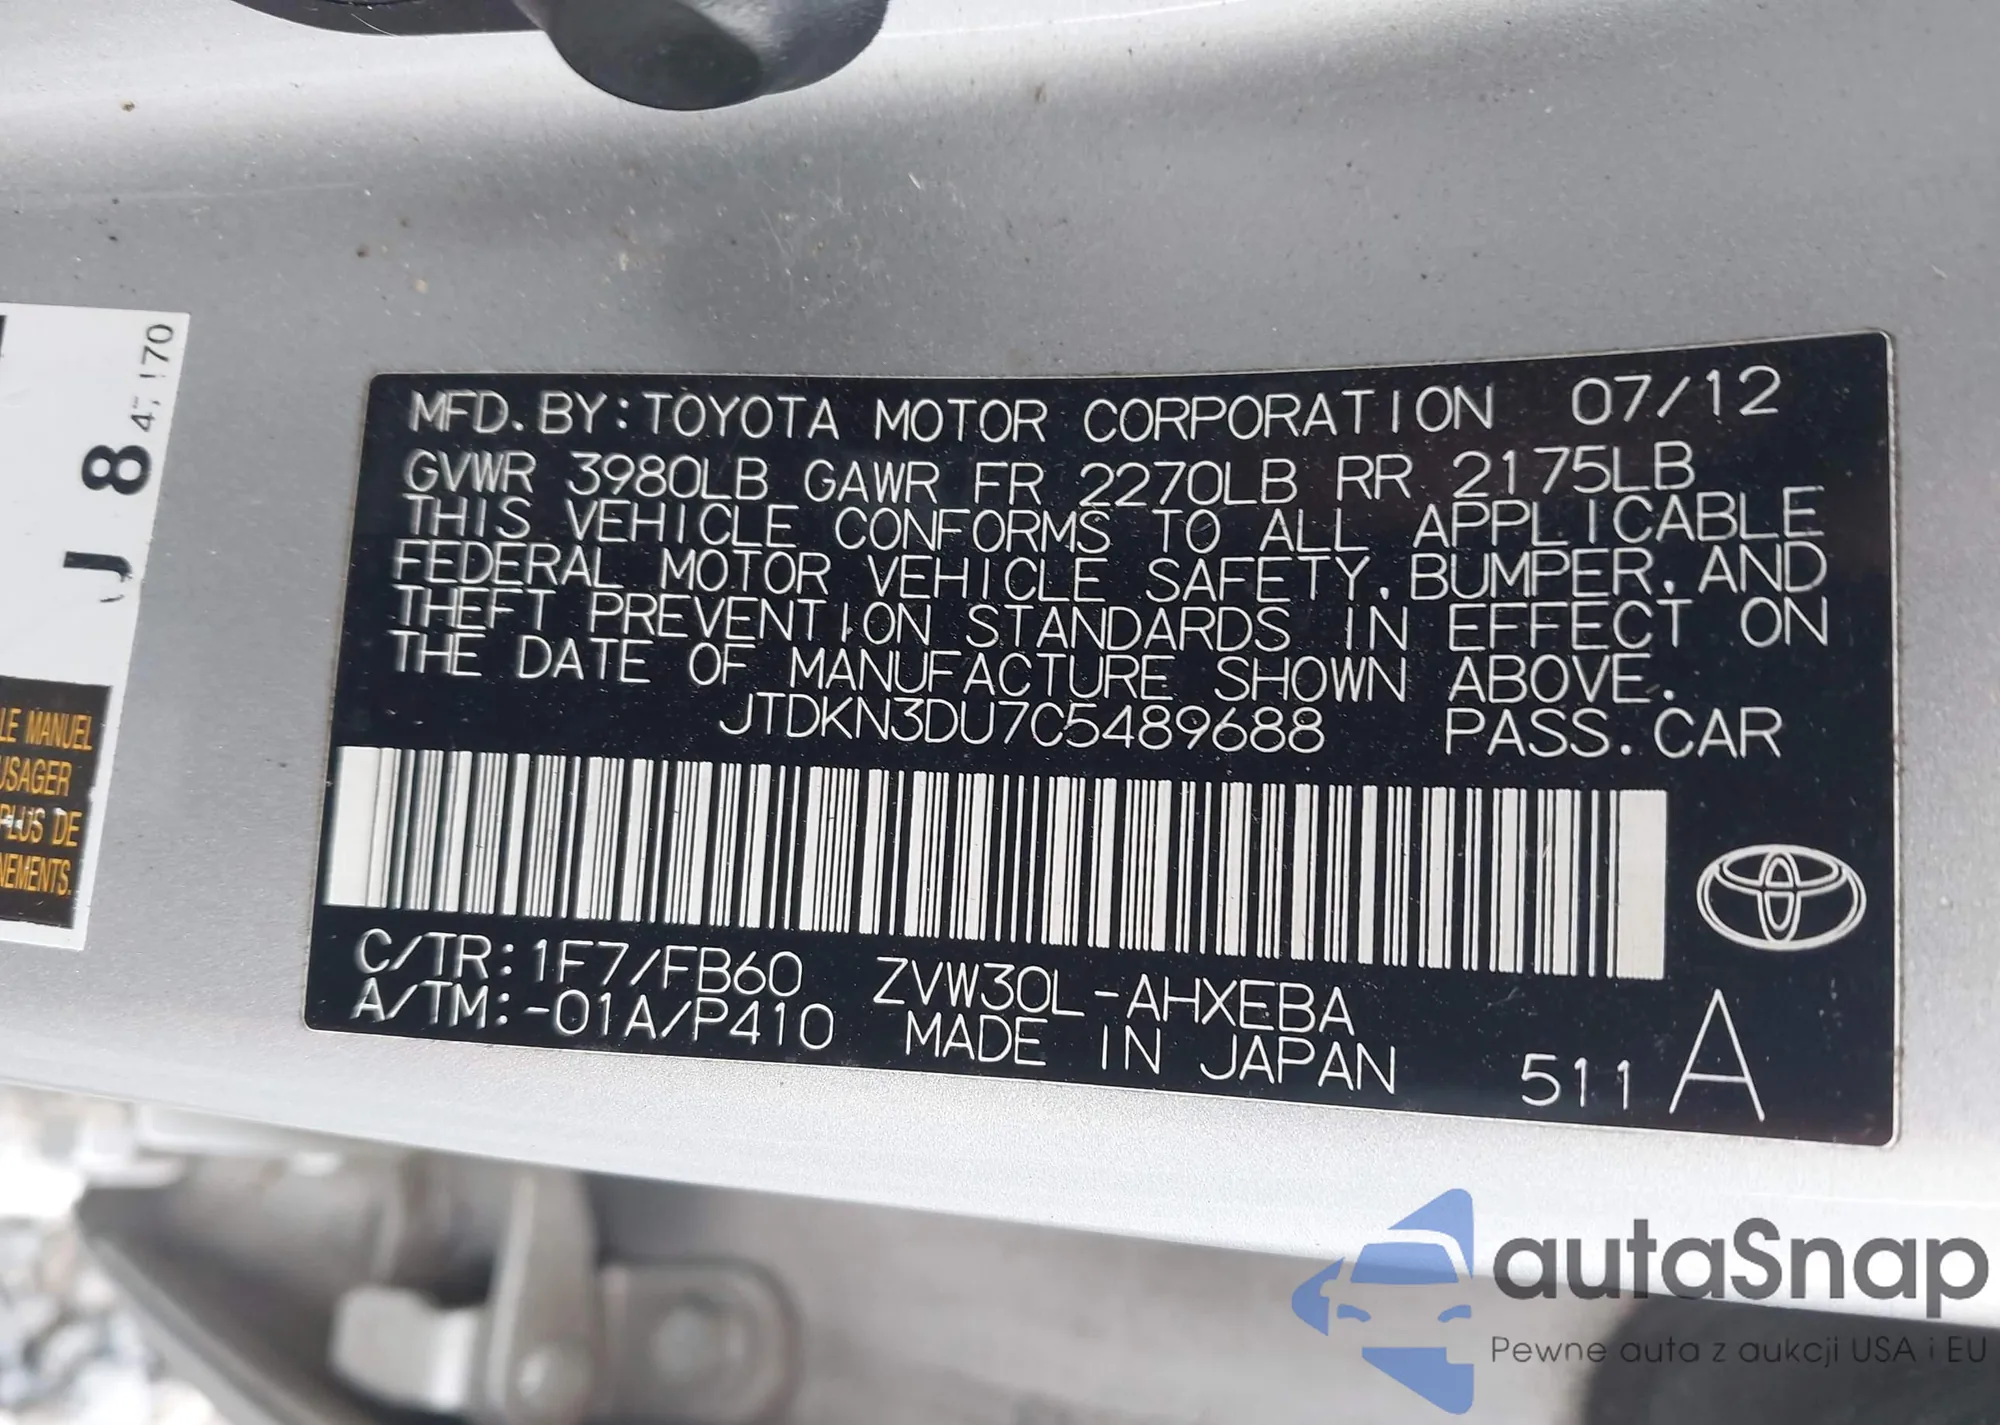 MFD. BY: TOYOTA MOTOR CORPORATION 07/12
GVWR 3980LB GAWR FR 2270LB RR 2175LB
THIS VEHICLE CONFORMS TO ALL APPLICABLE
FEDERAL MOTOR VEHICLE SAFETY, BUMPER, AND
THEFT PREVENTION STANDARDS IN EFFECT ON
THE DATE OF MANUFACTURE SHOWN ABOVE.
JTDKN3DU7C5489688 PASS. CAR
C/TR: 1F7/FB60 ZVW30L-AHXEBA
A/TM: -01A/P410 MADE IN JAPAN 511 A
J 8
LE MANUEL
USAGER
PLUS DE
NEMENTS.
autaSnap
Pewne auta z aukcji USA i EU